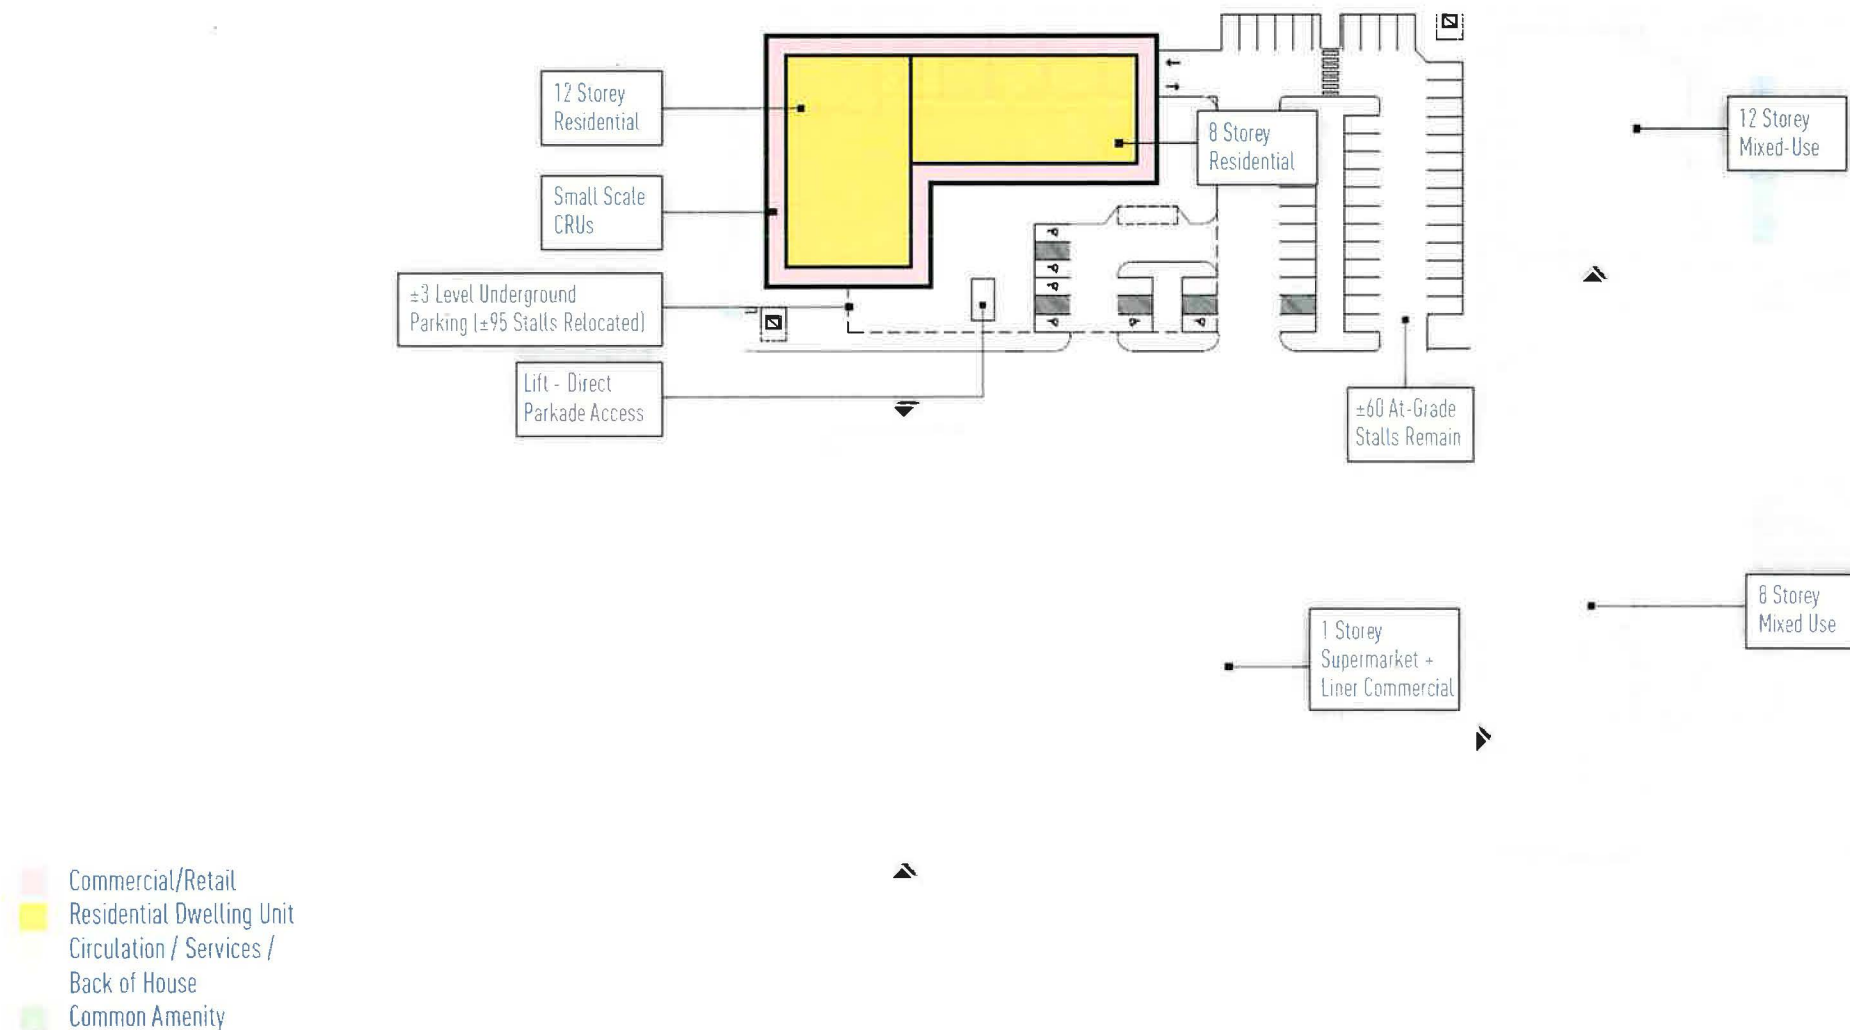 12 Storey
Residential
8 Storey
Residential
12 Storey
Mixed-Use
Small Scale
CRUs
±3 Level Underground
Parking (±95 Stalls Relocated)
Lift - Direct
Parkade Access
±60 At-Grade
Stalls Remain
8 Storey
Mixed Use
1 Storey
Supermarket +
Liner Commercial
Commercial/Retail
Residential Dwelling Unit
Circulation / Services /
Back of House
Common Amenity